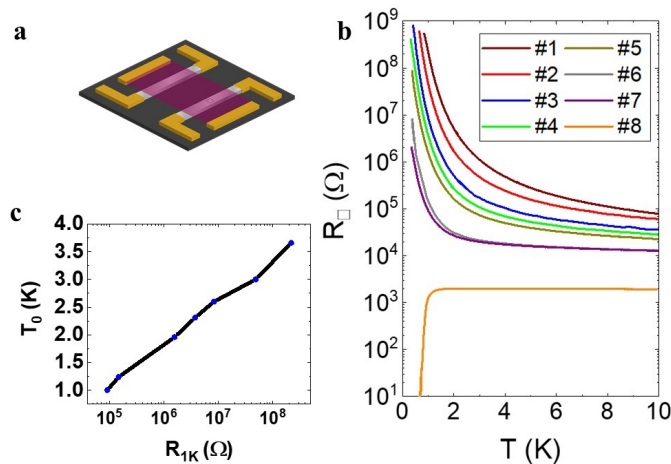 a
b
10⁹
10⁸
10⁷
10⁶
10⁵
10⁴
10³
10²
10¹
R□ (Ω)
#1 #5
#2 #6
#3 #7
#4 #8
0 2 4 6 8 10
T (K)
c
4.0
3.5
3.0
2.5
2.0
1.5
1.0
T₀ (K)
10⁵ 10⁶ 10⁷ 10⁸
R₁K (Ω)